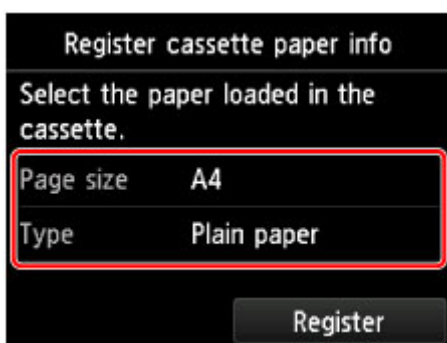 Register cassette paper info
Select the paper loaded in the
cassette.
Page size A4
Type Plain paper
Register